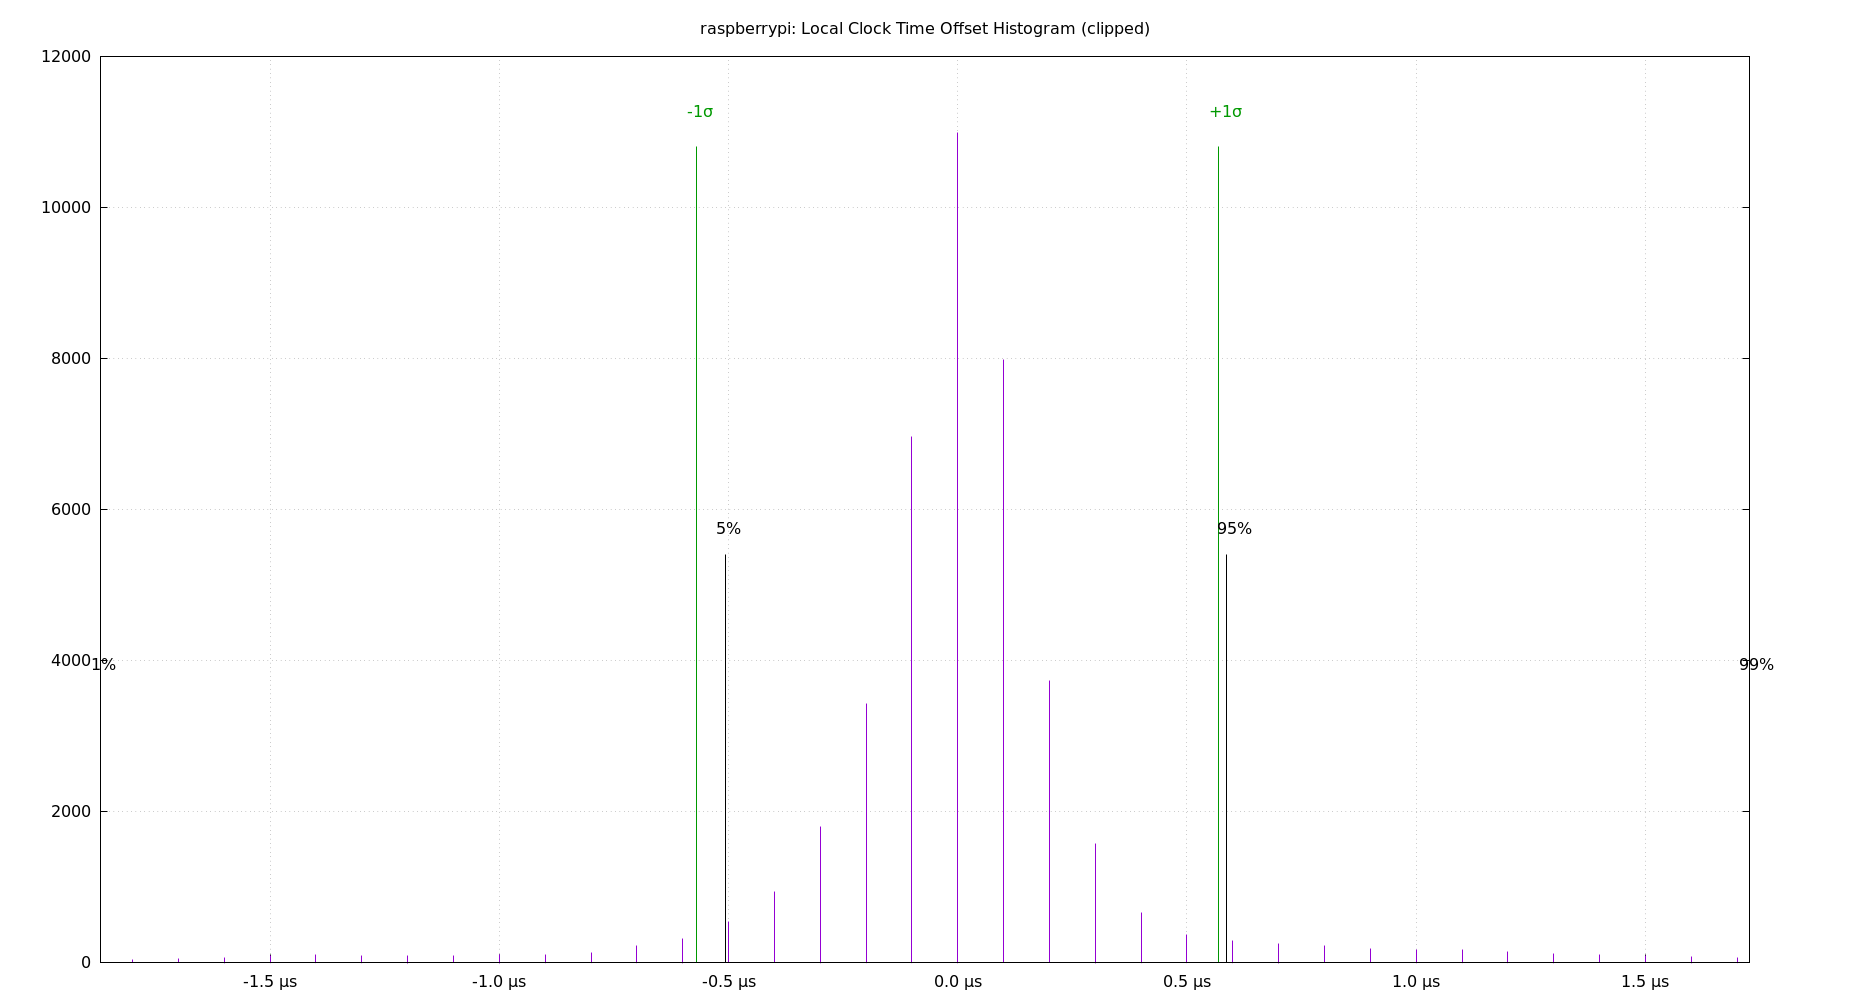 raspberrypi: Local Clock Time Offset Histogram (clipped)
12000
-1σ
+1σ
10000
8000
6000
5%
95%
4000
1%
99%
2000
0
-1.5 μs
-1.0 μs
-0.5 μs
0.0 μs
0.5 μs
1.0 μs
1.5 μs